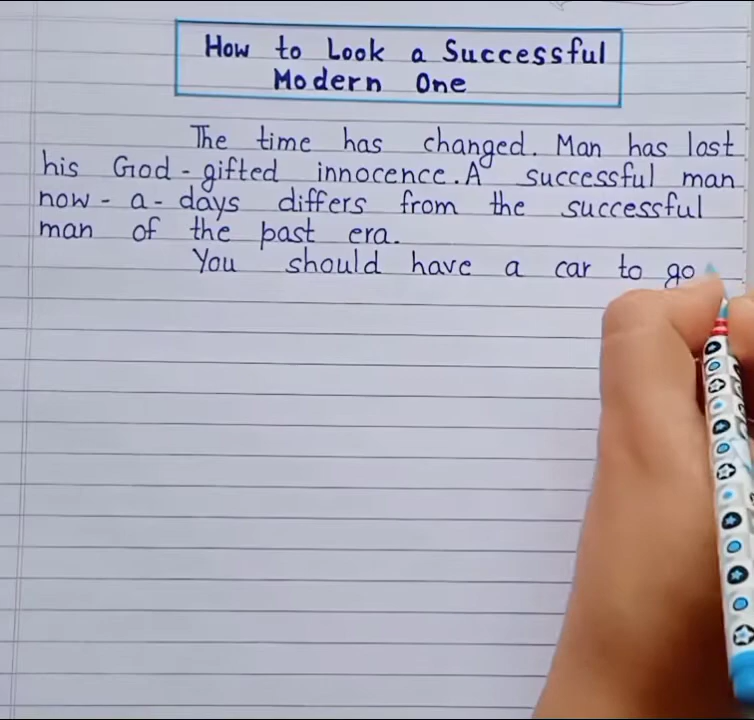 How to Look a Successful
Modern One
The time has changed. Man has lost
his God-gifted innocence. A successful man
now-a-days differs from the successful
man of the past era.
You should have a car to go